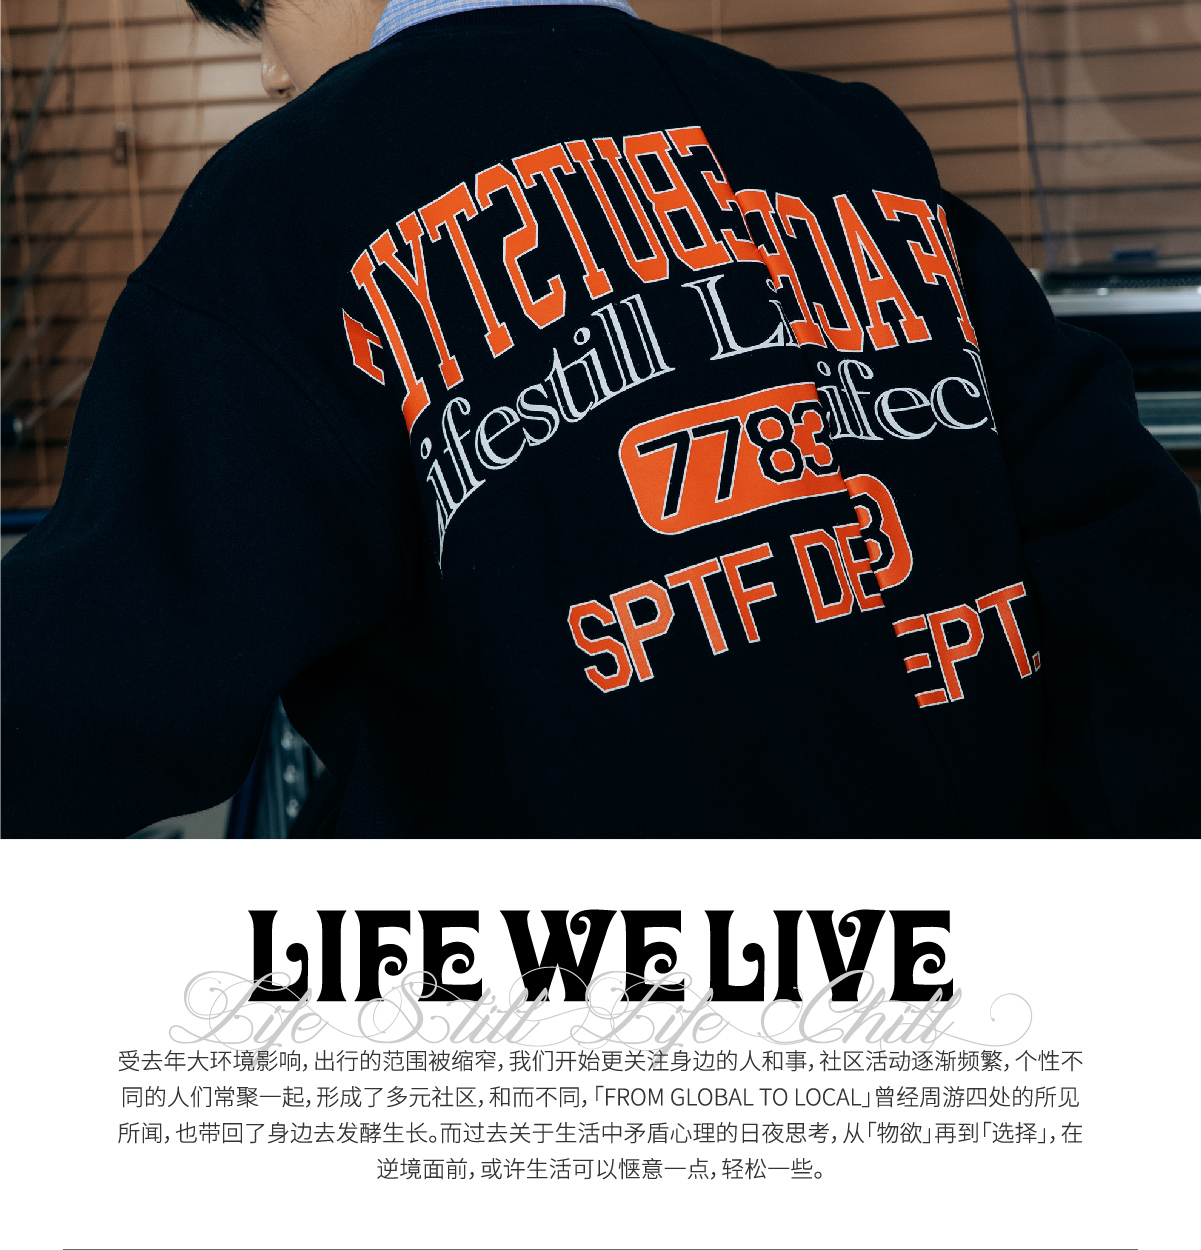 Lifestill Li
ifec
7783
3
SPTF DE
EPT.
LIFE WE LIVE
Life Still Life Chill
受去年大环境影响，出行的范围被缩窄，我们开始更关注身边的人和事，社区活动逐渐频繁，个性不
同的人们常聚一起，形成了多元社区，和而不同，「FROM GLOBAL TO LOCAL」曾经周游四处的所见
所闻，也带回了身边去发酵生长。而过去关于生活中矛盾心理的日夜思考，从「物欲」再到「选择」，在
逆境面前，或许生活可以惬意一点，轻松一些。